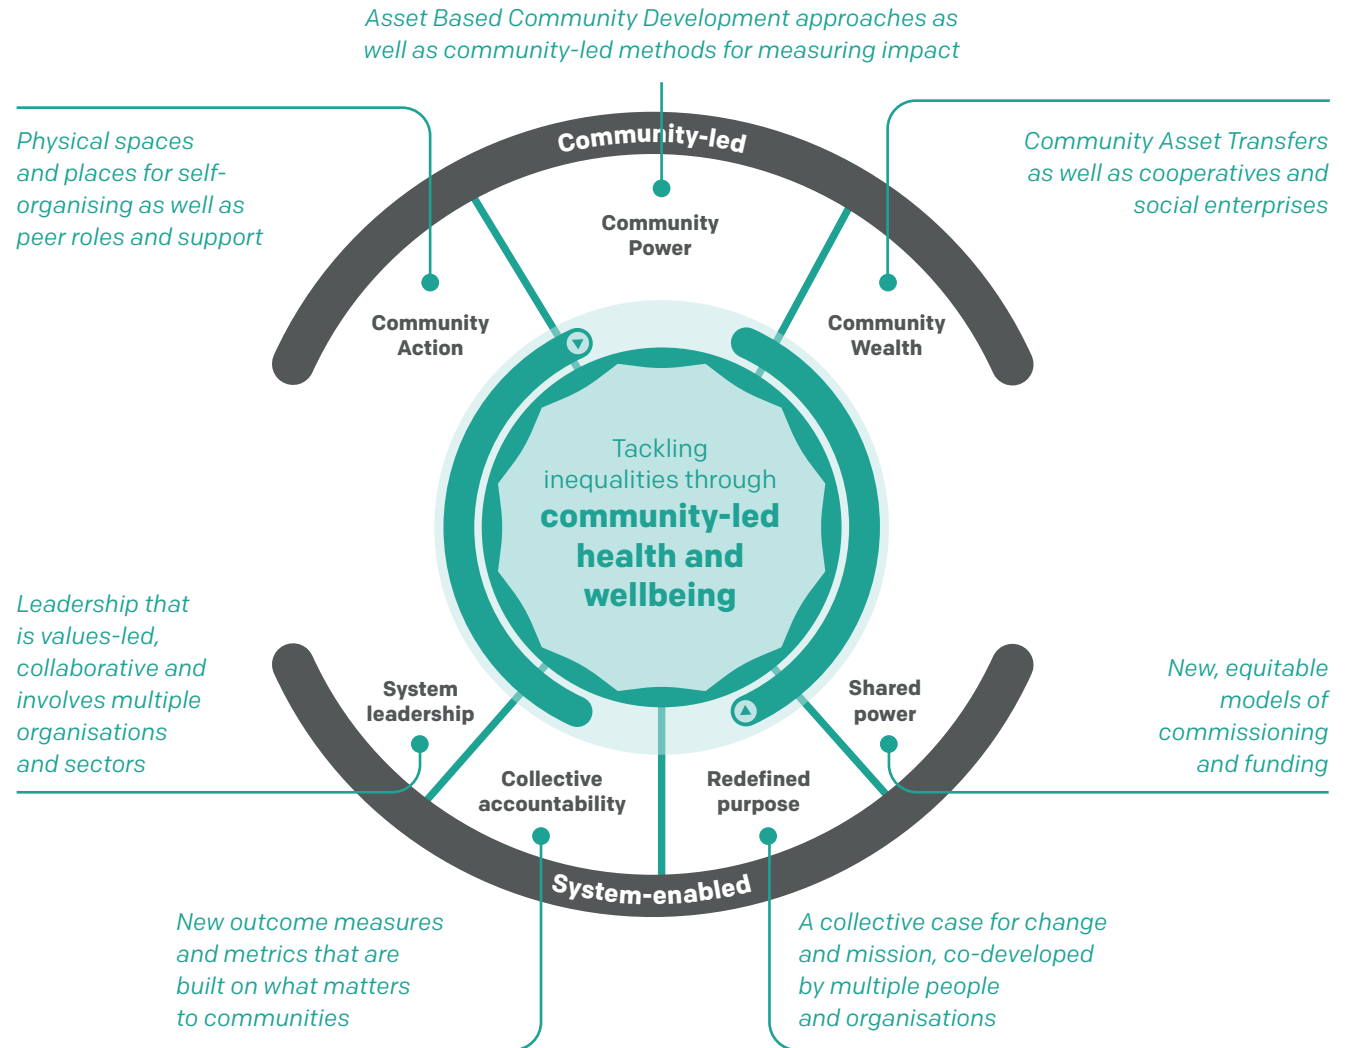 Asset Based Community Development approaches as
well as community-led methods for measuring impact
Physical spaces
and places for self-
organising as well as
peer roles and support
Community Asset Transfers
as well as cooperatives and
social enterprises
Community-led
Community
Power
Community
Action
Community
Wealth
Tackling
inequalities through
community-led
health and
wellbeing
Leadership that
is values-led,
collaborative and
involves multiple
organisations
and sectors
System
leadership
Shared
power
New, equitable
models of
commissioning
and funding
Collective
accountability
Redefined
purpose
System-enabled
New outcome measures
and metrics that are
built on what matters
to communities
A collective case for change
and mission, co-developed
by multiple people
and organisations